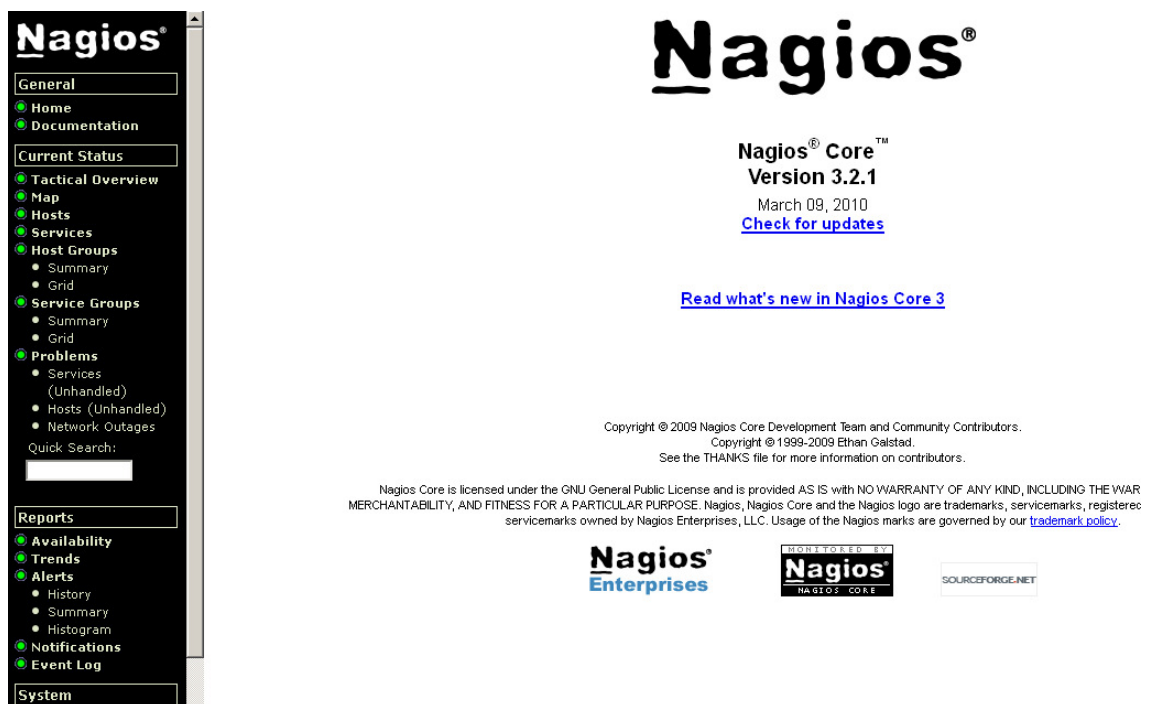 Nagios®
General
Home
Documentation
Current Status
Tactical Overview
Map
Hosts
Services
Host Groups
Summary
Grid
Service Groups
Summary
Grid
Problems
Services
(Unhandled)
Hosts (Unhandled)
Network Outages
Quick Search:
Reports
Availability
Trends
Alerts
History
Summary
Histogram
Notifications
Event Log
System
Nagios®
Nagios® Core™
Version 3.2.1
March 09, 2010
Check for updates
Read what's new in Nagios Core 3
Copyright © 2009 Nagios Core Development Team and Community Contributors.
Copyright © 1999-2009 Ethan Galstad.
See the THANKS file for more information on contributors.
Nagios Core is licensed under the GNU General Public License and is provided AS IS with NO WARRANTY OF ANY KIND, INCLUDING THE WAR
MERCHANTABILITY, AND FITNESS FOR A PARTICULAR PURPOSE. Nagios, Nagios Core and the Nagios logo are trademarks, servicemarks, registerec
servicemarks owned by Nagios Enterprises, LLC. Usage of the Nagios marks are governed by our trademark policy.
Nagios®
Enterprises
MONITORED BY
Nagios®
NAGIOS CORE
SOURCEFORGE.NET